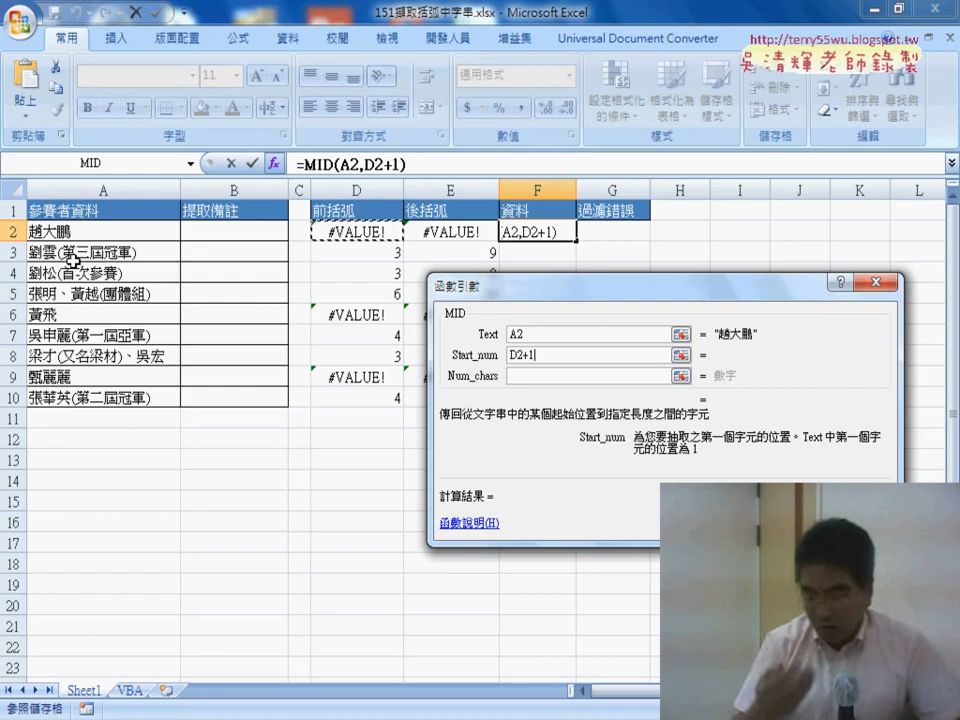 151擷取括弧中字串.xlsx - Microsoft Excel
常用 插入 版面配置 公式 資料 校閱 檢視 開發人員 增益集 Universal Document Converter
http://terry55wu.blogspot.tw
吳清輝老師錄製
貼上 11 通用格式 設定格式化的條件 格式化為表格 儲存格樣式 刪除 格式 排序與篩選 尋找與選取
剪貼簿 字型 對齊方式 數值 樣式 儲存格 編輯
MID =MID(A2,D2+1)
A B C D E F G H I J K L
1 參賽者資料 提取備註 前括弧 後括弧 資料 過濾錯誤
2 趙大鵬 #VALUE! #VALUE! A2,D2+1)
3 劉雲(第三屆冠軍) 3 9
4 劉松(首次參賽) 3
5 張明、黃越(團體組) 6
6 黃飛 #VALUE!
7 吳申麗(第一屆亞軍) 4
8 梁才(又名梁材)、吳宏 3
9 甄麗麗 #VALUE!
10 張華英(第二屆冠軍) 4
11
12
13
14
15
16
17
18
19
20
21
22
23
函數引數
MID
Text A2 = "趙大鵬"
Start_num D2+1 =
Num_chars = 數字
=
傳回從文字串中的某個起始位置到指定長度之間的字元
Start_num 為您要抽取之第一個字元的位置。Text 中第一個字
元的位置為 1
計算結果 =
函數說明(H)
Sheet1 VBA
參照儲存格